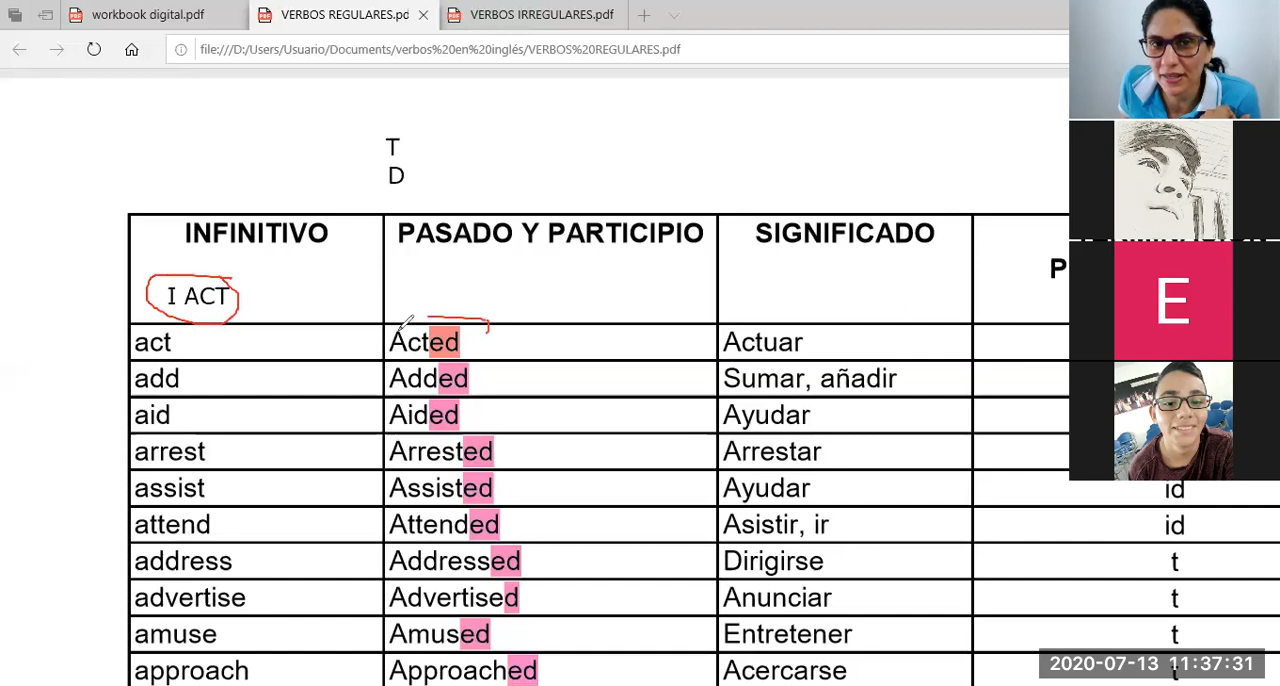 workbook digital.pdf VERBOS REGULARES.pd VERBOS IRREGULARES.pdf
file:///D:/Users/Usuario/Documents/verbos%20en%20inglés/VERBOS%20REGULARES.pdf
T
D
INFINITIVO PASADO Y PARTICIPIO SIGNIFICADO
P
I ACT
act Acted Actuar
add Added Sumar, añadir
aid Aided Ayudar
arrest Arrested Arrestar
assist Assisted Ayudar id
attend Attended Asistir, ir id
address Addressed Dirigirse t
advertise Advertised Anunciar t
amuse Amused Entretener t
approach Approached Acercarse
E
2020-07-13 11:37:31